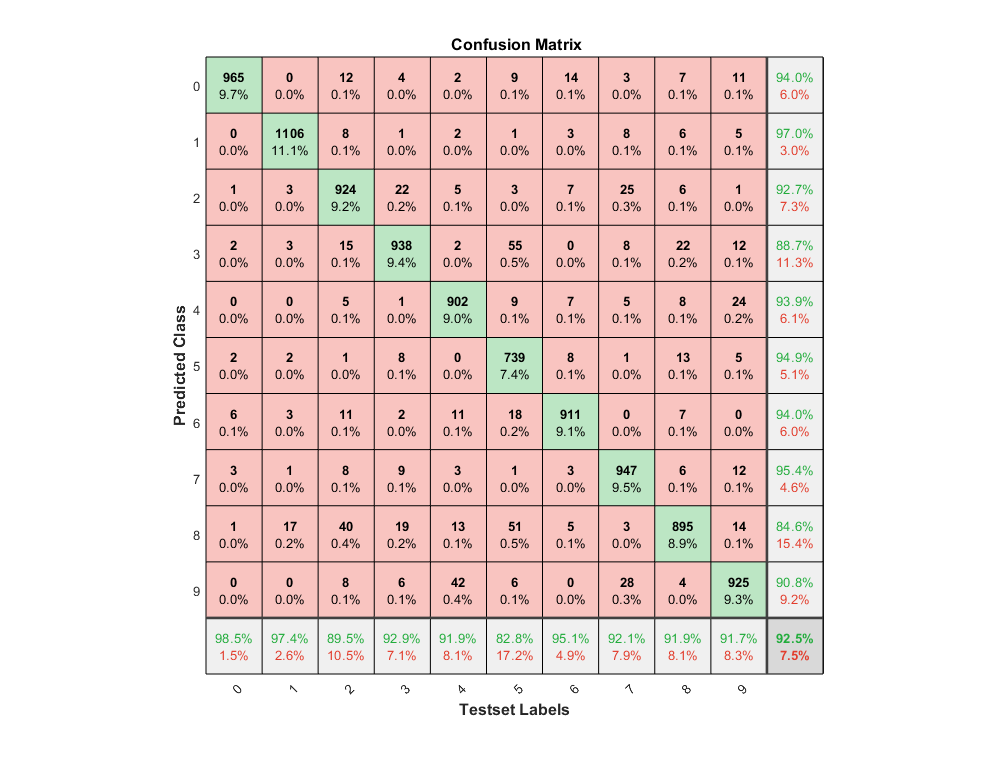 Confusion Matrix
0 965 0 12 4 2 9 14 3 7 11 94.0%
9.7% 0.0% 0.1% 0.0% 0.0% 0.1% 0.1% 0.0% 0.1% 0.1% 6.0%
1 0 1106 8 1 2 1 3 8 6 5 97.0%
0.0% 11.1% 0.1% 0.0% 0.0% 0.0% 0.0% 0.1% 0.1% 0.1% 3.0%
2 1 3 924 22 5 3 7 25 6 1 92.7%
0.0% 0.0% 9.2% 0.2% 0.1% 0.0% 0.1% 0.3% 0.1% 0.0% 7.3%
3 2 3 15 938 2 55 0 8 22 12 88.7%
0.0% 0.0% 0.1% 9.4% 0.0% 0.5% 0.0% 0.1% 0.2% 0.1% 11.3%
4 0 0 5 1 902 9 7 5 8 24 93.9%
0.0% 0.0% 0.1% 0.0% 9.0% 0.1% 0.1% 0.1% 0.1% 0.2% 6.1%
5 2 2 1 8 0 739 8 1 13 5 94.9%
0.0% 0.0% 0.0% 0.1% 0.0% 7.4% 0.1% 0.0% 0.1% 0.1% 5.1%
6 6 3 11 2 11 18 911 0 7 0 94.0%
0.1% 0.0% 0.1% 0.0% 0.1% 0.2% 9.1% 0.0% 0.1% 0.0% 6.0%
7 3 1 8 9 3 1 3 947 6 12 95.4%
0.0% 0.0% 0.1% 0.1% 0.0% 0.0% 0.0% 9.5% 0.1% 0.1% 4.6%
8 1 17 40 19 13 51 5 3 895 14 84.6%
0.0% 0.2% 0.4% 0.2% 0.1% 0.5% 0.1% 0.0% 8.9% 0.1% 15.4%
9 0 0 8 6 42 6 0 28 4 925 90.8%
0.0% 0.0% 0.1% 0.1% 0.4% 0.1% 0.0% 0.3% 0.0% 9.3% 9.2%
98.5% 97.4% 89.5% 92.9% 91.9% 82.8% 95.1% 92.1% 91.9% 91.7% 92.5%
1.5% 2.6% 10.5% 7.1% 8.1% 17.2% 4.9% 7.9% 8.1% 8.3% 7.5%
0 1 2 3 4 5 6 7 8 9
Testset Labels
Predicted Class